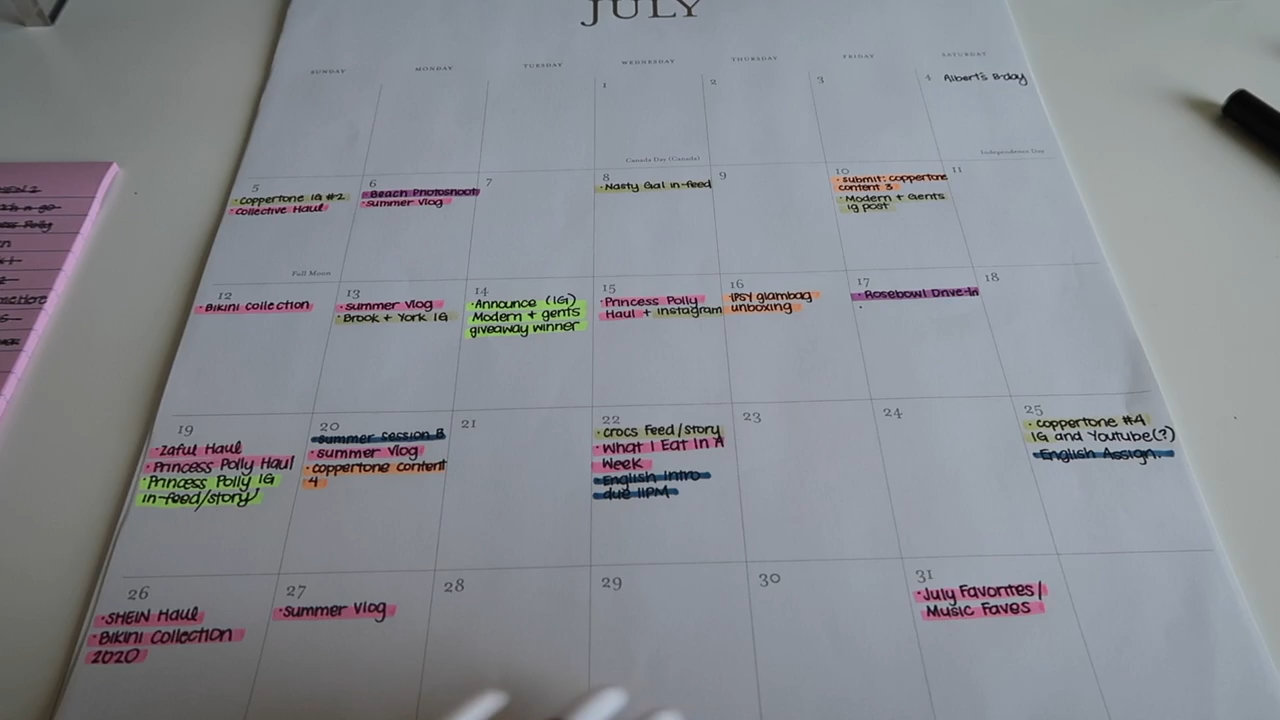 JULY
SUNDAY MONDAY TUESDAY WEDNESDAY THURSDAY FRIDAY SATURDAY
1
Canada Day (Canada)
2
3
4 Albert's B-day
Independence Day
5
· Coppertone IG #2
· Collective Haul
Full Moon
6
· Beach Photoshoot
· Summer Vlog
7
8
· Nasty Gal in-feed
9
10
· Submit: coppertone
content 3
· Modern + Gents
ig post
11
12
· Bikini Collection
13
· Summer Vlog
· Brook + York IG
14
· Announce (IG)
Modern + gents
giveaway winner
15
· Princess Polly
Haul + instagram
16
· IPSY glambag
unboxing
17
· Rosebowl Drive-In
·
18
19
· Zaful Haul
· Princess Polly Haul
· Princess Polly IG
in-feed/story
20
· Summer Session B
· Summer Vlog
· Coppertone content
4
21
22
· Crocs Feed/Story
· What I Eat In A
Week
· English Intro
due 11PM
23
24
25
· Coppertone #4
IG and Youtube(?)
· English Assign.
26
· SHEIN Haul
· Bikini Collection
2020
27
· Summer Vlog
28
29
30
31
· July Favorites/
Music Faves